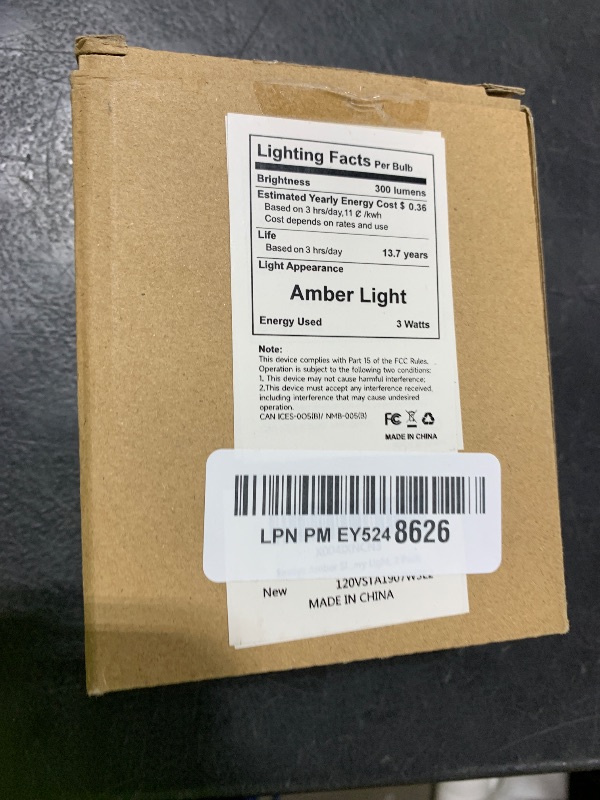 Lighting Facts Per Bulb
Brightness 300 lumens
Estimated Yearly Energy Cost $ 0.36
Based on 3 hrs/day,11 ¢ /kwh
Cost depends on rates and use
Life
Based on 3 hrs/day 13.7 years
Light Appearance
Amber Light
Energy Used 3 Watts
Note:
This device complies with Part 15 of the FCC Rules.
Operation is subject to the following two conditions:
1. This device may not cause harmful interference;
2.This device must accept any interference received,
including interference that may cause undesired
operation.
CAN ICES-005(B)/ NMB-005(B)
FC
MADE IN CHINA
LPN PM EY524 8626
New
MADE IN CHINA